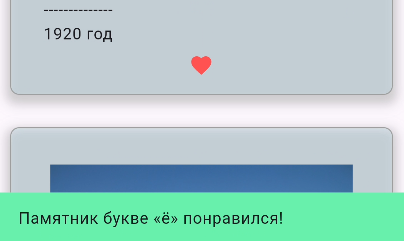 --------------
1920 год
Памятник букве «ё» понравился!